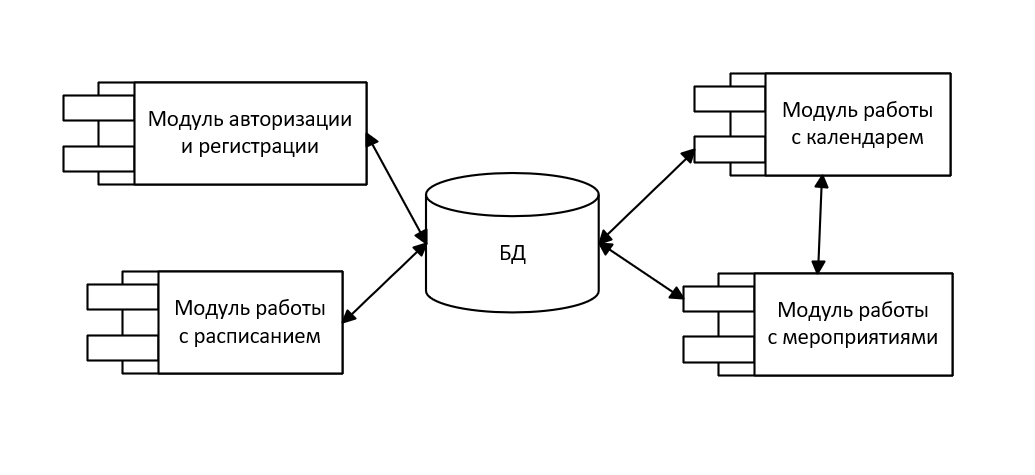 Модуль авторизации
и регистрации
Модуль работы
с календарем
БД
Модуль работы
с расписанием
Модуль работы
с мероприятиями